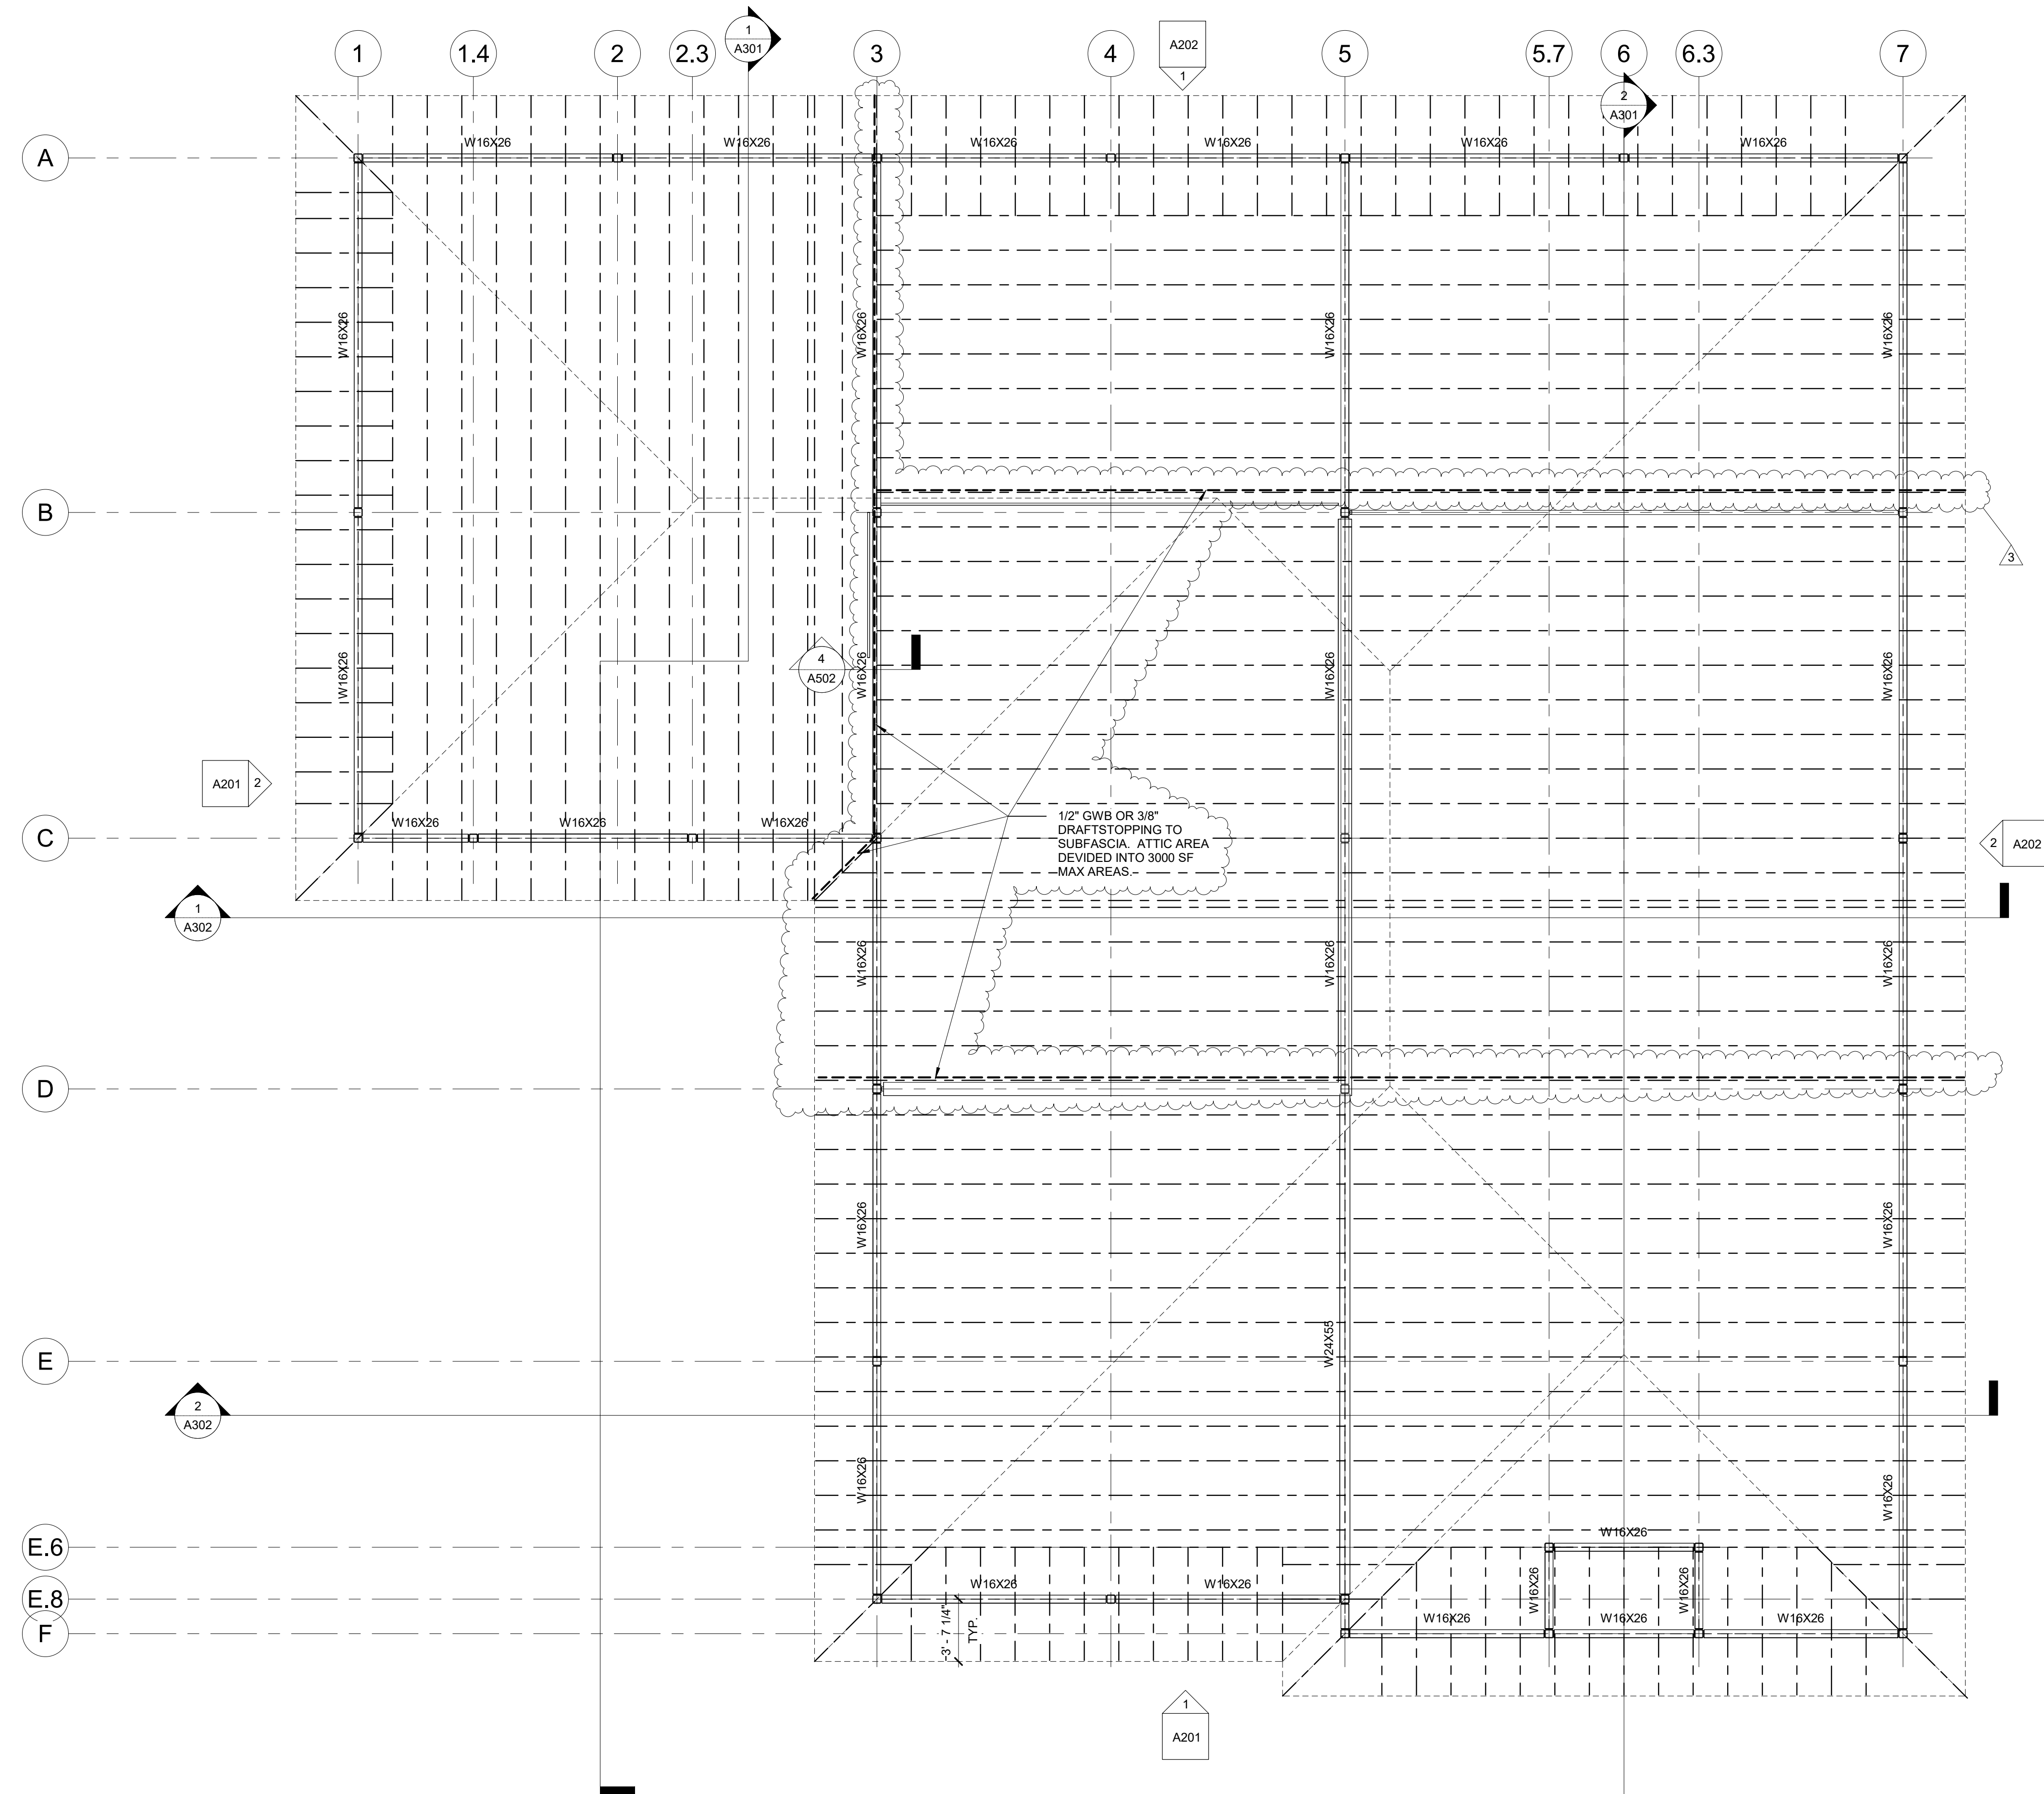 1
A301
1 1.4 2 2.3 3 4 5 5.7 6 6.3 7
A202
1
2
A301
A
W16X26 W16X26 W16X26 W16X26 W16X26 W16X26
W16X26 W16X26 W16X26 W16X26
B
3
W16X26 W16X26 W16X26 W16X26
4
A502
A201 2
C
W16X26 W16X26 W16X26
1/2" GWB OR 3/8"
DRAFTSTOPPING TO
SUBFASCIA. ATTIC AREA
DEVIDED INTO 3000 SF
MAX AREAS.
2 A202
1
A302
W16X26 W16X26 W16X26
D
W16X26 W16X26
E
W24X55
2
A302
W16X26 W16X26
E.6
W16X26
E.8
W16X26 W16X26
W16X26 W16X26
F
W16X26 W16X26 W16X26
3' - 7 1/4"
TYP.
1
A201